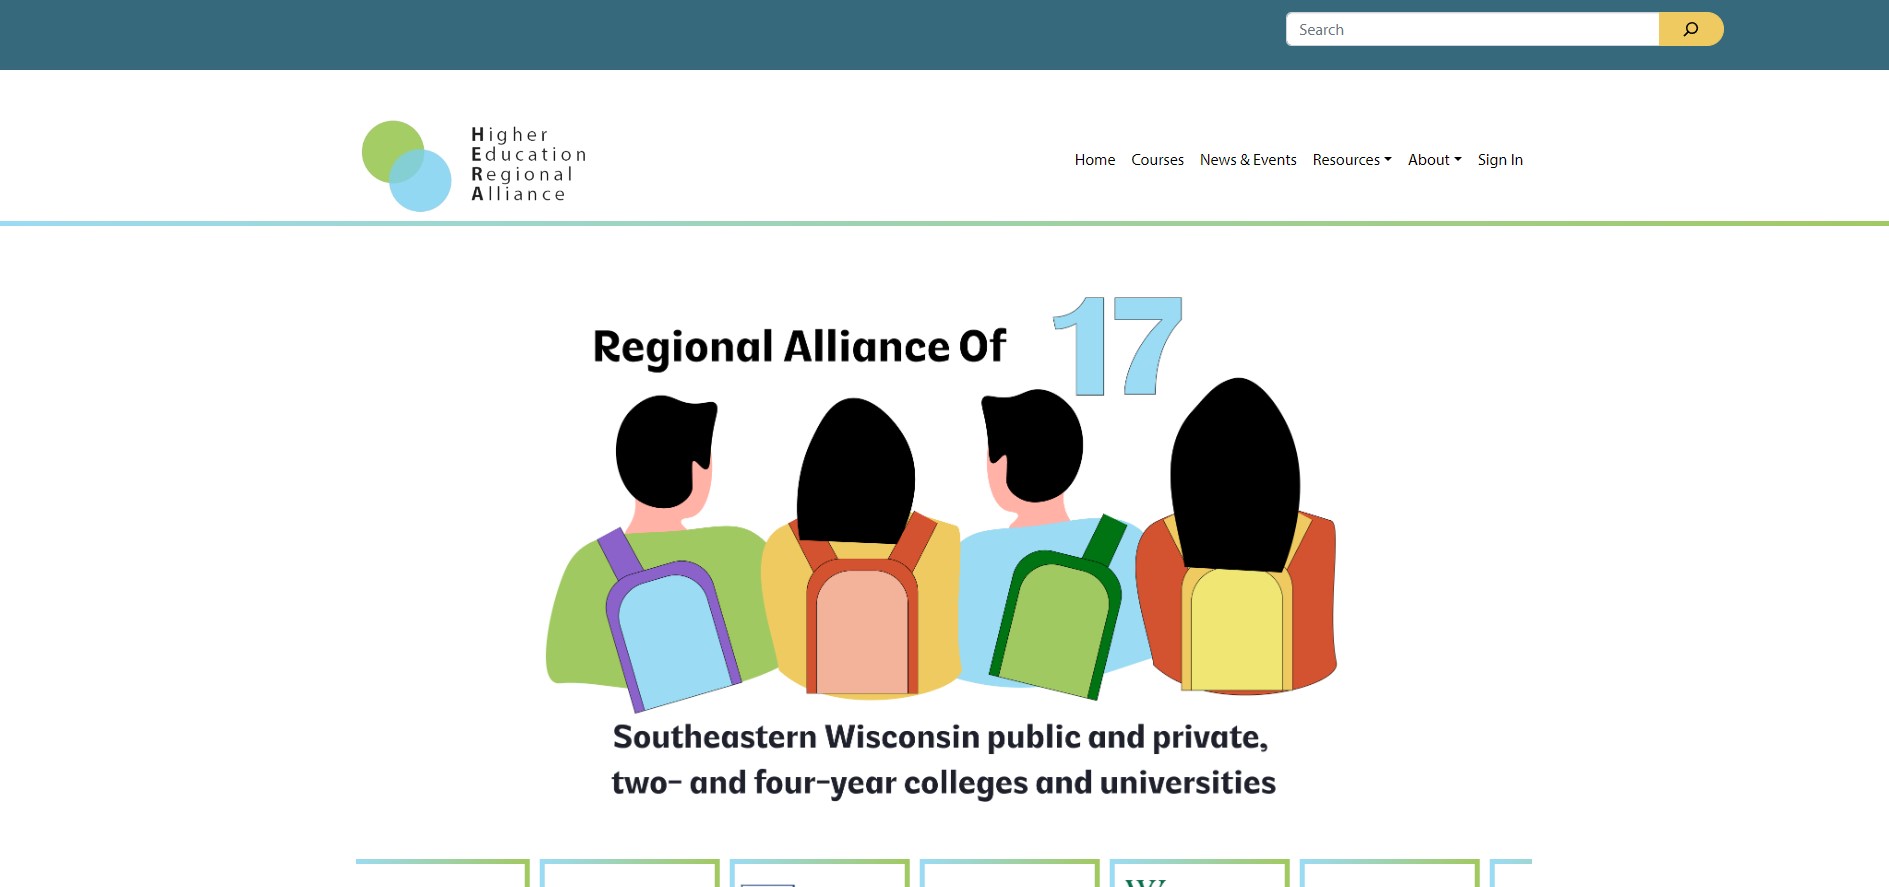 Search
Higher
Education
Regional
Alliance
Home Courses News & Events Resources About Sign In
Regional Alliance Of 17
Southeastern Wisconsin public and private,
two- and four-year colleges and universities